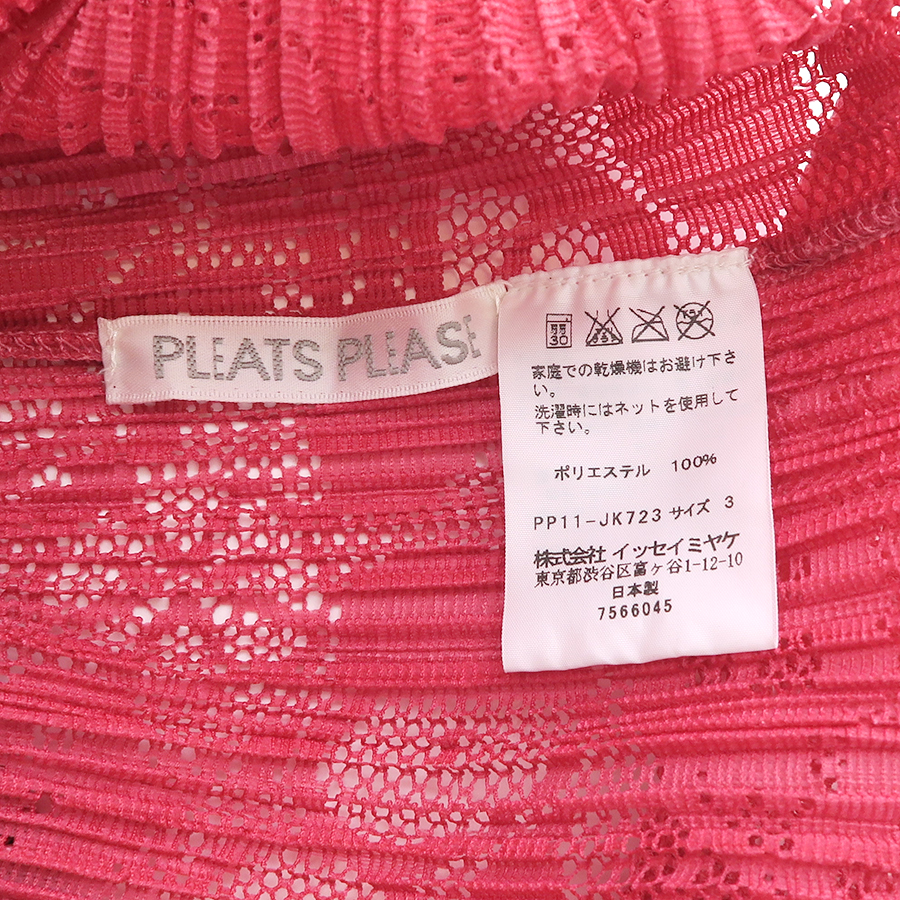 PLEATS PLEASE
30
家庭での乾燥機はお避け下さ
い。
洗濯時にはネットを使用して
下さい。
ポリエステル 100%
PP11-JK723 サイズ 3
株式会社 イッセイミヤケ
東京都渋谷区富ヶ谷1-12-10
日本製
7566045